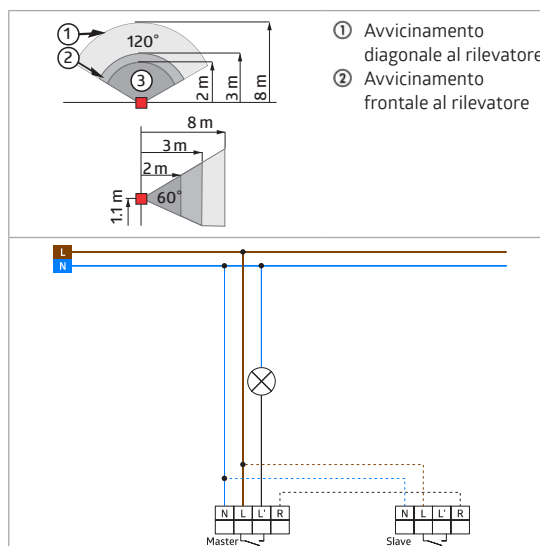 ①
②
120°
③
2 m
3 m
8 m
① Avvicinamento
diagonale al rilevatore
② Avvicinamento
frontale al rilevatore
8 m
3 m
2 m
60°
1.1 m
L
N
N L L' R
Master
N L L' R
Slave